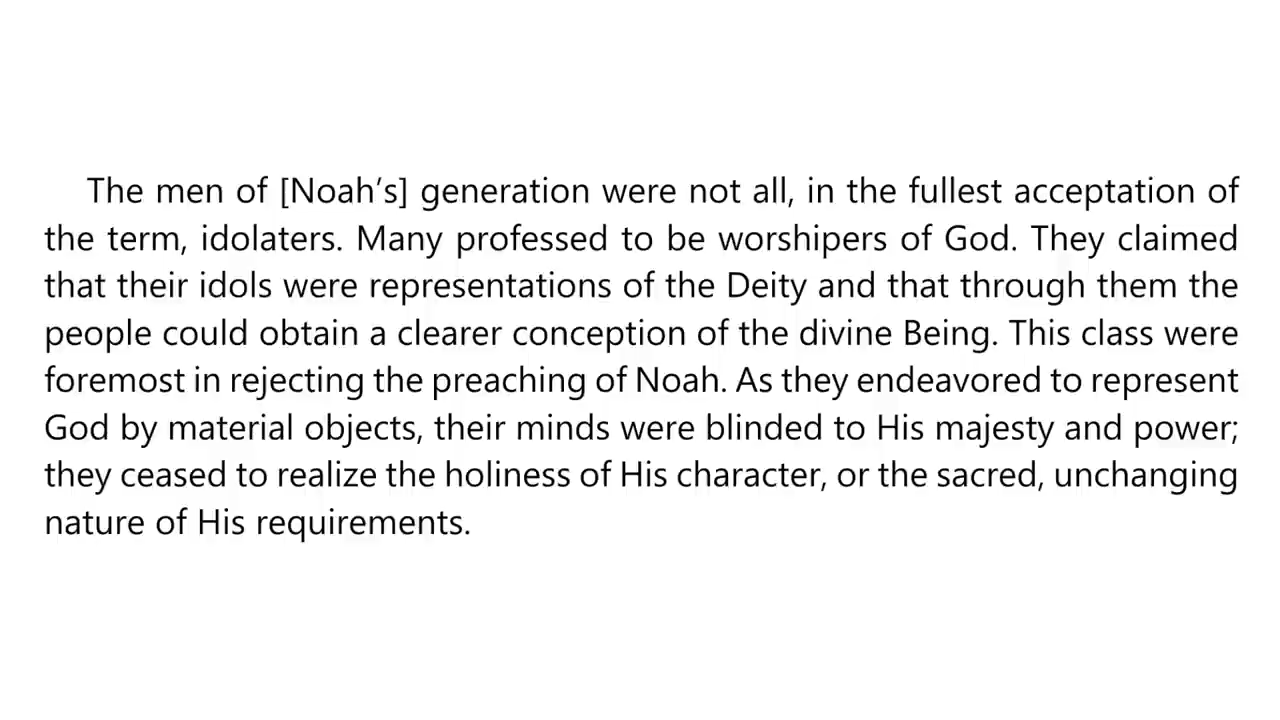 The men of [Noah’s] generation were not all, in the fullest acceptation of
the term, idolaters. Many professed to be worshipers of God. They claimed
that their idols were representations of the Deity and that through them the
people could obtain a clearer conception of the divine Being. This class were
foremost in rejecting the preaching of Noah. As they endeavored to represent
God by material objects, their minds were blinded to His majesty and power;
they ceased to realize the holiness of His character, or the sacred, unchanging
nature of His requirements.